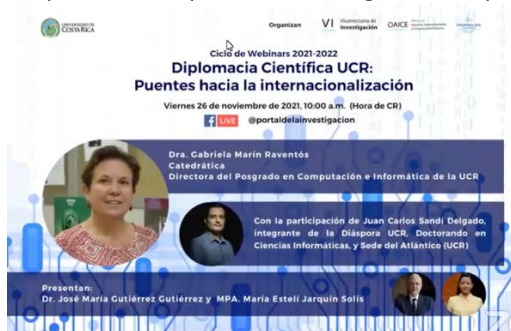 UNIVERSIDAD DE
COSTA RICA
Organizan
VI
Vicerrectoría de
Investigación
OAICE
Ciclo de Webinars 2021-2022
Diplomacia Científica UCR:
Puentes hacia la internacionalización
Viernes 26 de noviembre de 2021, 10:00 a.m. (Hora de CR)
f LIVE @portaldelainvestigacion
Dra. Gabriela Marín Raventós
Catedrática
Directora del Posgrado en Computación e Informática de la UCR
Con la participación de Juan Carlos Sandí Delgado,
integrante de la Diáspora UCR, Doctorando en
Ciencias Informáticas, y Sede del Atlántico (UCR)
Presentan:
Dr. José María Gutiérrez Gutiérrez y MPA. María Estelí Jarquín Solís